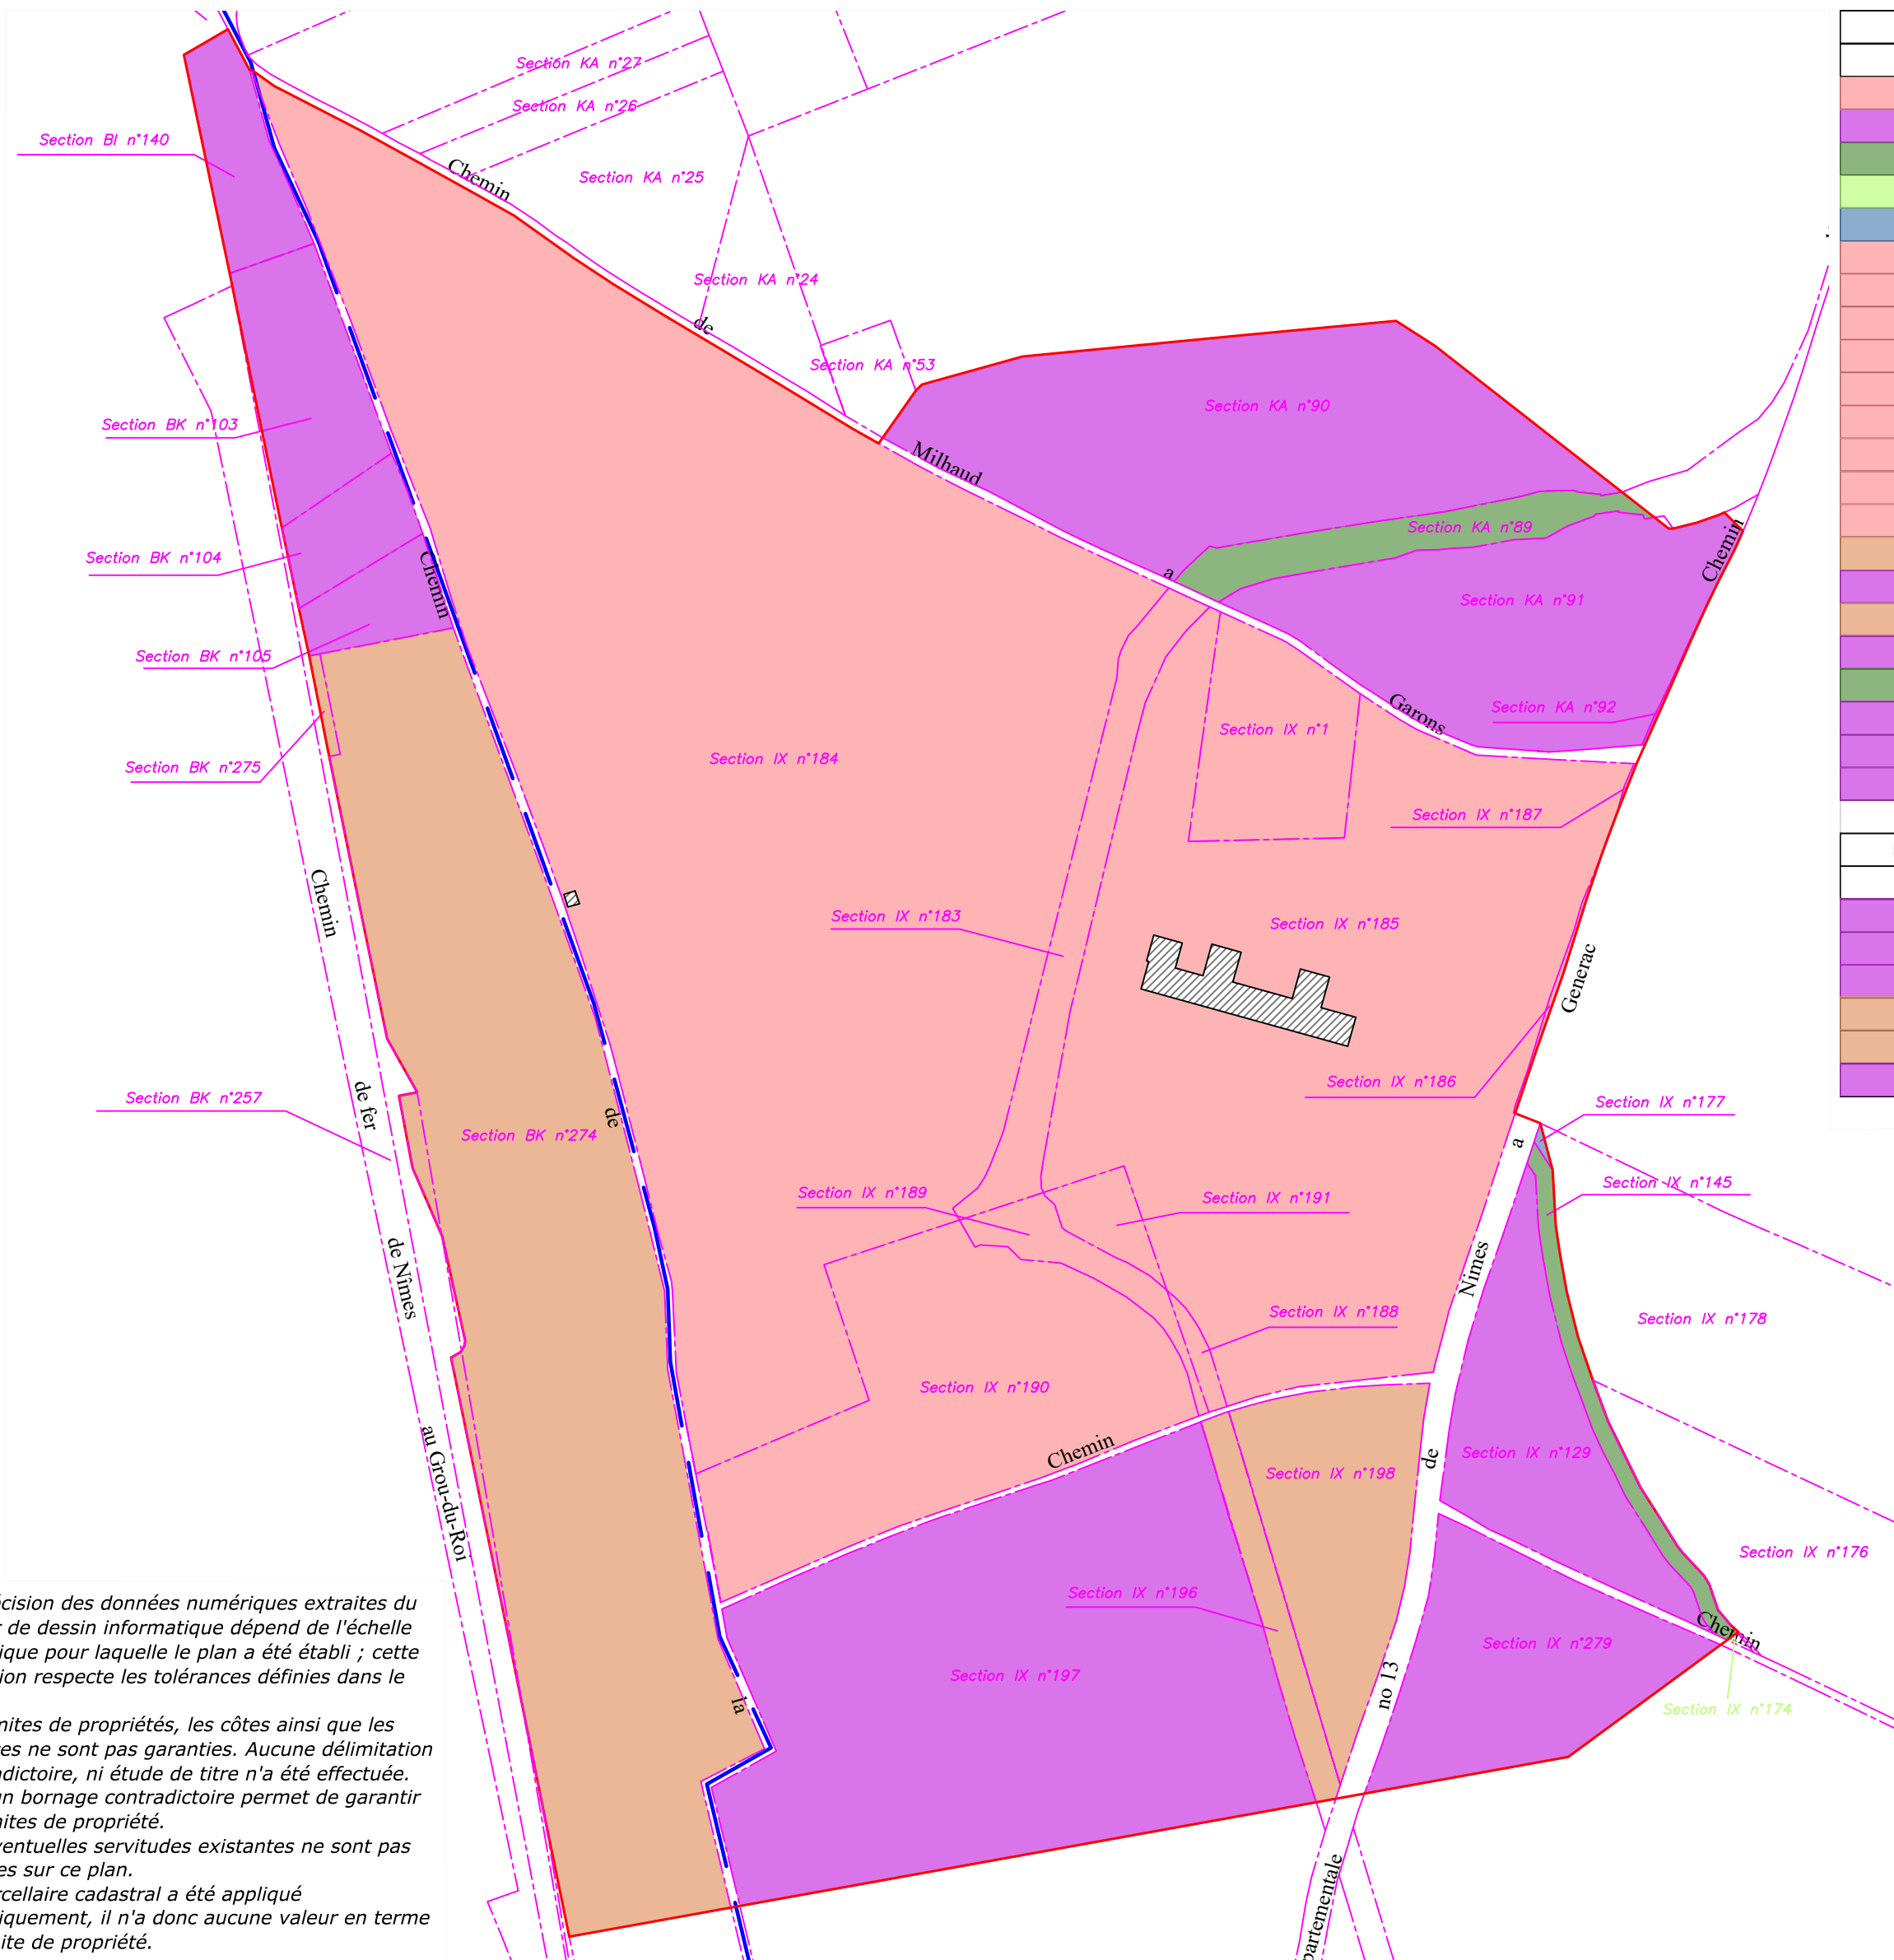 Section KA n°27
Section KA n°26
Section BI n°140
Section KA n°25
Chemin
Section KA n°24
de
Section KA n°53
Section KA n°90
Section BK n°103
Milhaud
Section KA n°89
Chemin
Section BK n°104
Chemin
a
Section KA n°91
Section BK n°105
Section KA n°92
Garons
Section IX n°1
Section IX n°184
Section BK n°275
Section IX n°187
Chemin
Section IX n°183
Section IX n°185
Generac
Section IX n°186
Section BK n°257
de fer
de
Section IX n°177
Section BK n°274
a
Section IX n°145
Section IX n°189
Section IX n°191
de Nîmes
Nimes
Section IX n°188
Section IX n°178
Section IX n°190
Chemin
de
Section IX n°129
Section IX n°198
au Grou-du-Roi
Section IX n°176
Section IX n°196
Chemin
Section IX n°279
Section IX n°197
no 13
la
Section IX n°174
partementale
cision des données numériques extraites du
de dessin informatique dépend de l'échelle
ique pour laquelle le plan a été établi ; cette
ion respecte les tolérances définies dans le
nites de propriétés, les côtes ainsi que les
es ne sont pas garanties. Aucune délimitation
adictoire, ni étude de titre n'a été effectuée.
un bornage contradictoire permet de garantir
ites de propriété.
ventuelles servitudes existantes ne sont pas
es sur ce plan.
rcellaire cadastral a été appliqué
iquement, il n'a donc aucune valeur en terme
ite de propriété.